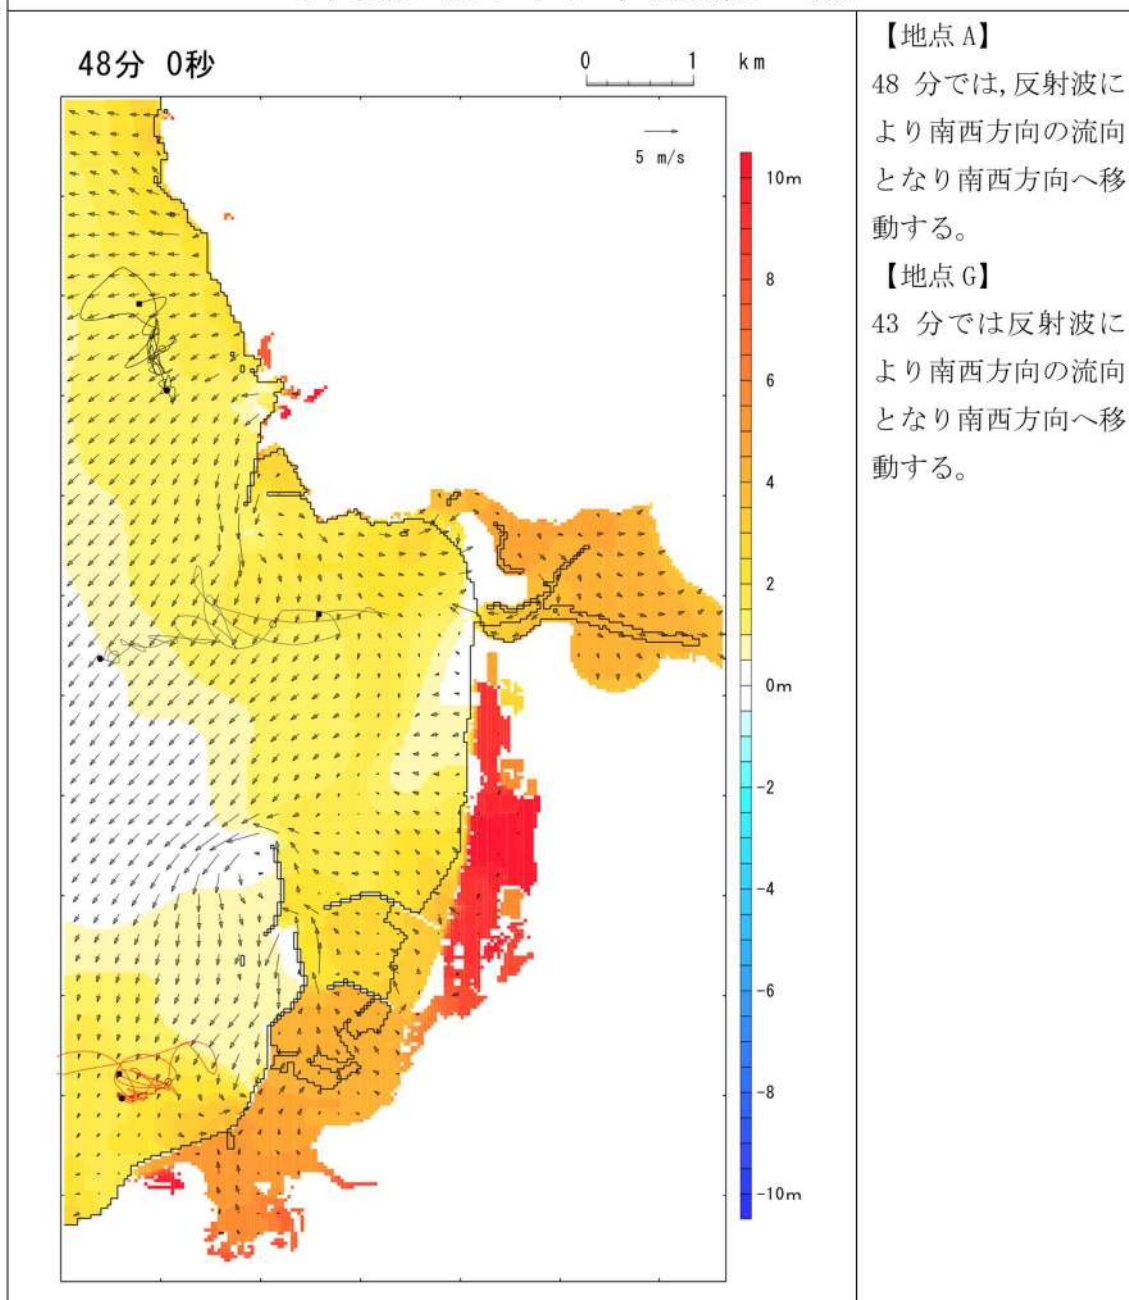 48分 0秒
0 1 km
5 m/s
10m
8
6
4
2
0m
-2
-4
-6
-8
-10m
【地点 A】
48 分では,反射波に
より南西方向の流向
となり南西方向へ移
動する。
【地点 G】
43 分では反射波に
より南西方向の流向
となり南西方向へ移
動する。